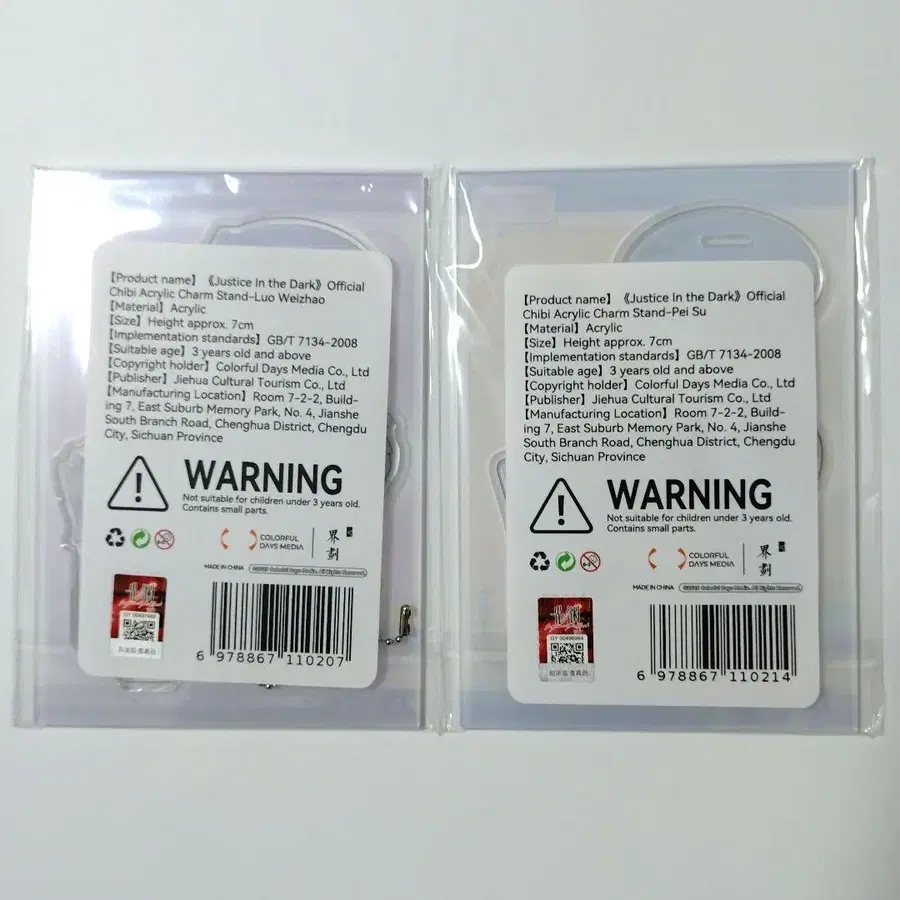 【Product name】《Justice In the Dark》Official
Chibi Acrylic Charm Stand-Luo Weizhao
【Material】Acrylic
【Size】Height approx. 7cm
【Implementation standards】GB/T 7134-2008
【Suitable age】3 years old and above
【Copyright holder】Colorful Days Media Co., Ltd
【Publisher】Jiehua Cultural Tourism Co., Ltd
【Manufacturing Location】Room 7-2-2, Build-
ing 7, East Suburb Memory Park, No. 4, Jianshe
South Branch Road, Chenghua District, Chengdu
City, Sichuan Province
WARNING
Not suitable for children under 3 years old.
Contains small parts.
COLORFUL
DAYS MEDIA
界
劃
MADE IN CHINA
6 978867 110207
【Product name】《Justice In the Dark》Official
Chibi Acrylic Charm Stand-Pei Su
【Material】Acrylic
【Size】Height approx. 7cm
【Implementation standards】GB/T 7134-2008
【Suitable age】3 years old and above
【Copyright holder】Colorful Days Media Co., Ltd
【Publisher】Jiehua Cultural Tourism Co., Ltd
【Manufacturing Location】Room 7-2-2, Build-
ing 7, East Suburb Memory Park, No. 4, Jianshe
South Branch Road, Chenghua District, Chengdu
City, Sichuan Province
WARNING
Not suitable for children under 3 years old.
Contains small parts.
COLORFUL
DAYS MEDIA
界
劃
MADE IN CHINA
6 978867 110214